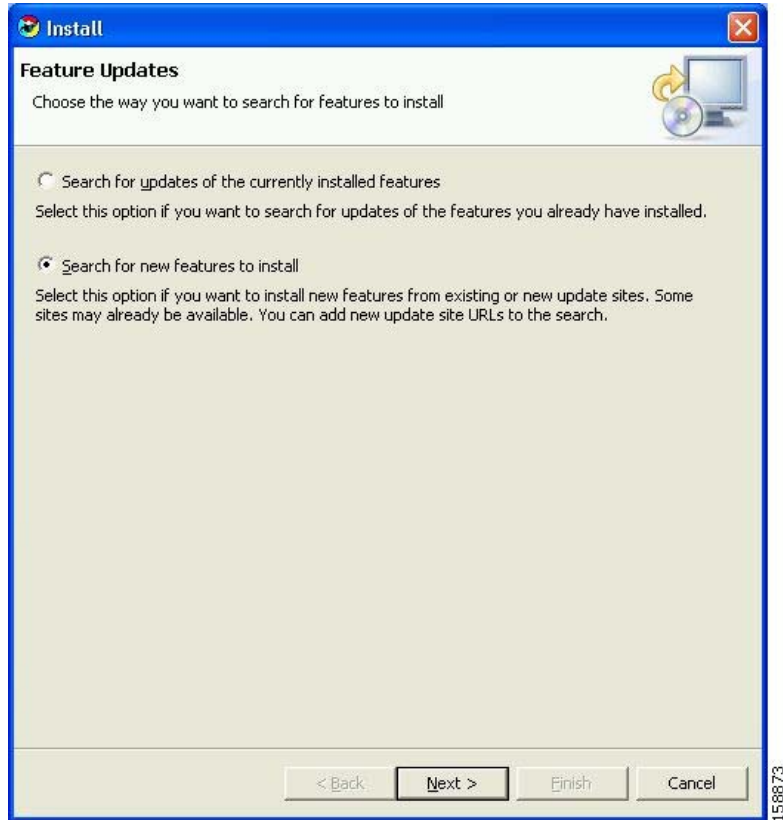 Install
Feature Updates
Choose the way you want to search for features to install
Search for updates of the currently installed features
Select this option if you want to search for updates of the features you already have installed.
Search for new features to install
Select this option if you want to install new features from existing or new update sites. Some
sites may already be available. You can add new update site URLs to the search.
< Back
Next >
Finish
Cancel
158873